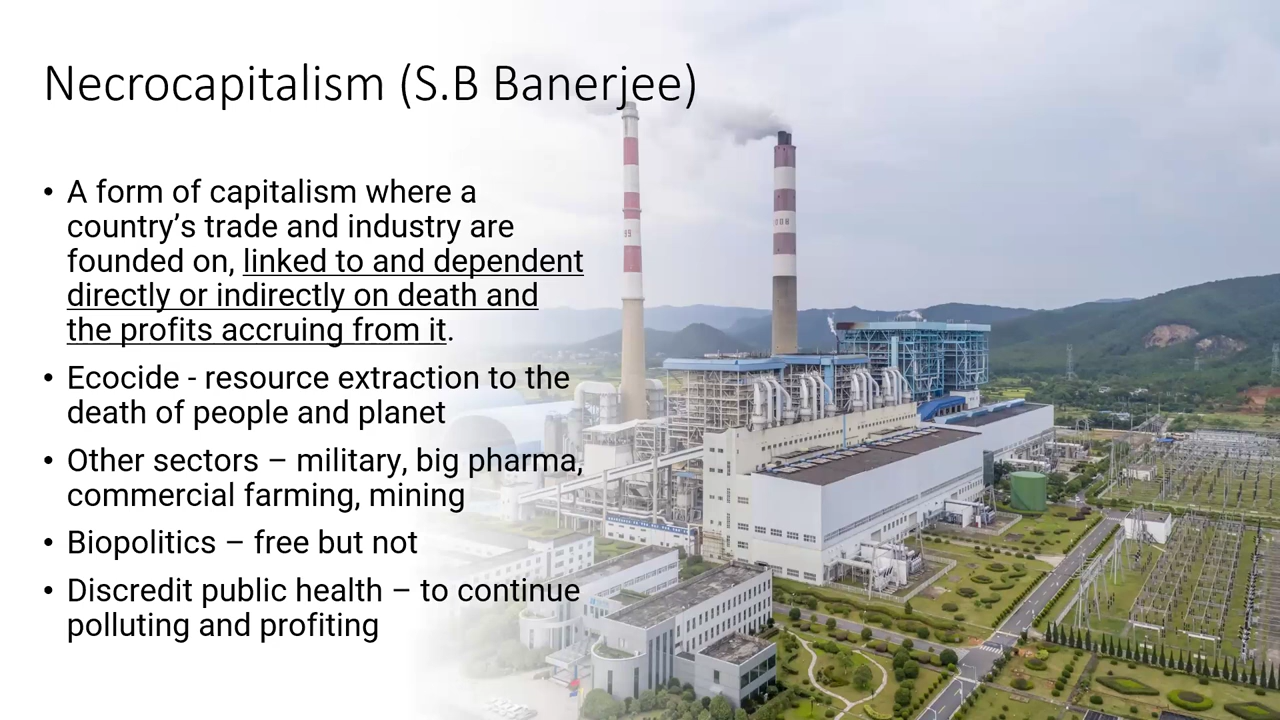 Necrocapitalism (S.B Banerjee)
• A form of capitalism where a
country’s trade and industry are
founded on, linked to and dependent
directly or indirectly on death and
the profits accruing from it.
• Ecocide - resource extraction to the
death of people and planet
• Other sectors – military, big pharma,
commercial farming, mining
• Biopolitics – free but not
• Discredit public health – to continue
polluting and profiting